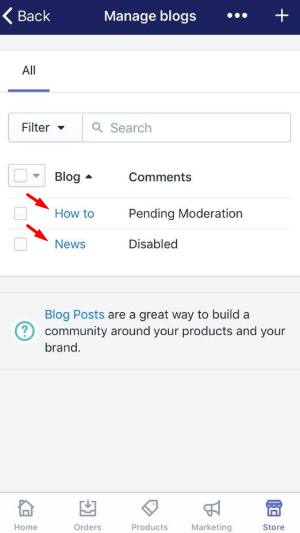 Back Manage blogs
All
Filter Search
Blog Comments
How to Pending Moderation
News Disabled
Blog Posts are a great way to build a
community around your products and your
brand.
Home Orders Products Marketing Store